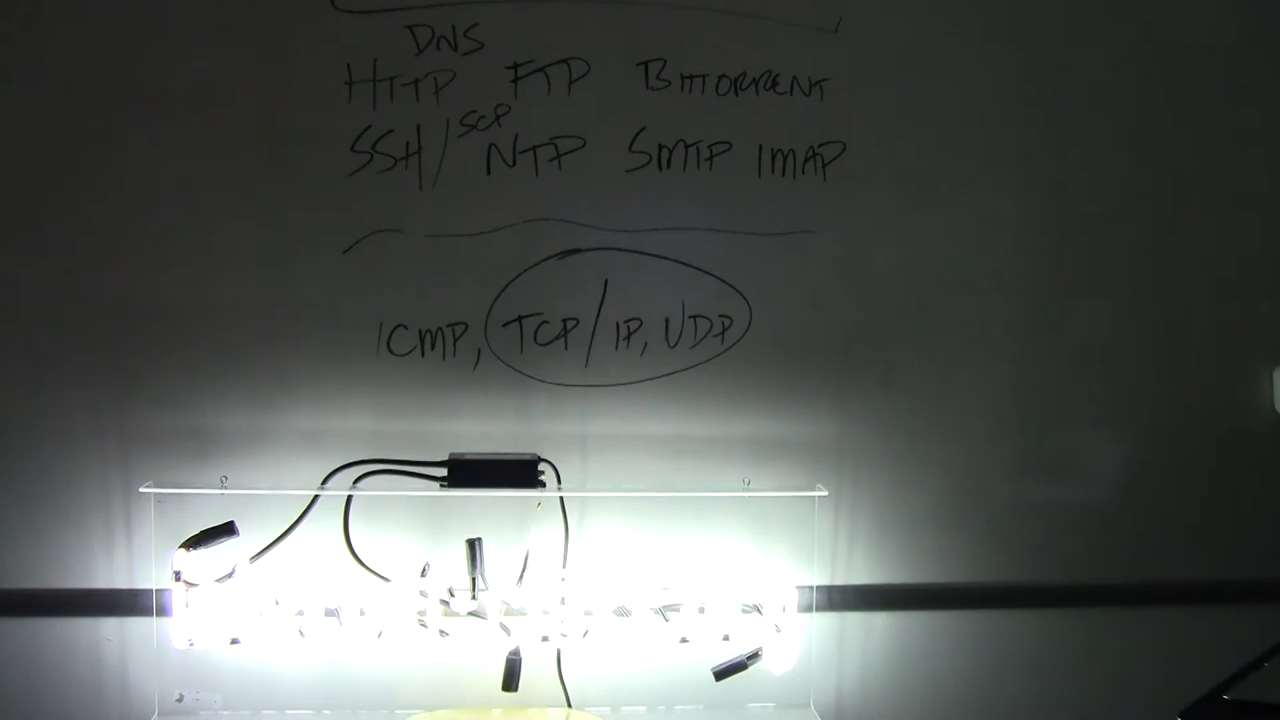 DNS
HTTP FTP BITTORRENT
SSH/SCP NTP SMTP IMAP
ICMP, TCP/IP, UDP